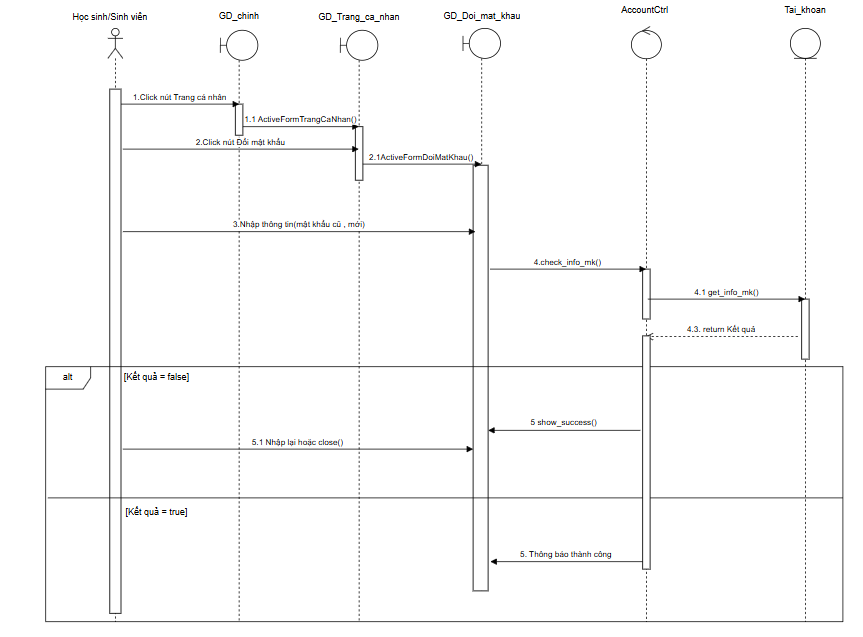 Học sinh/Sinh viên
GD_chinh
GD_Trang_ca_nhan
GD_Doi_mat_khau
AccountCtrl
Tai_khoan
1.Click nút Trang cá nhân
1.1 ActiveFormTrangCaNhan()
2.Click nút Đổi mật khẩu
2.1ActiveFormDoiMatKhau()
3.Nhập thông tin(mật khẩu cũ , mới)
4.check_info_mk()
4.1 get_info_mk()
4.3. return Kết quả
alt
[Kết quả = false]
5 show_success()
5.1 Nhập lại hoặc close()
[Kết quả = true]
5. Thông báo thành công